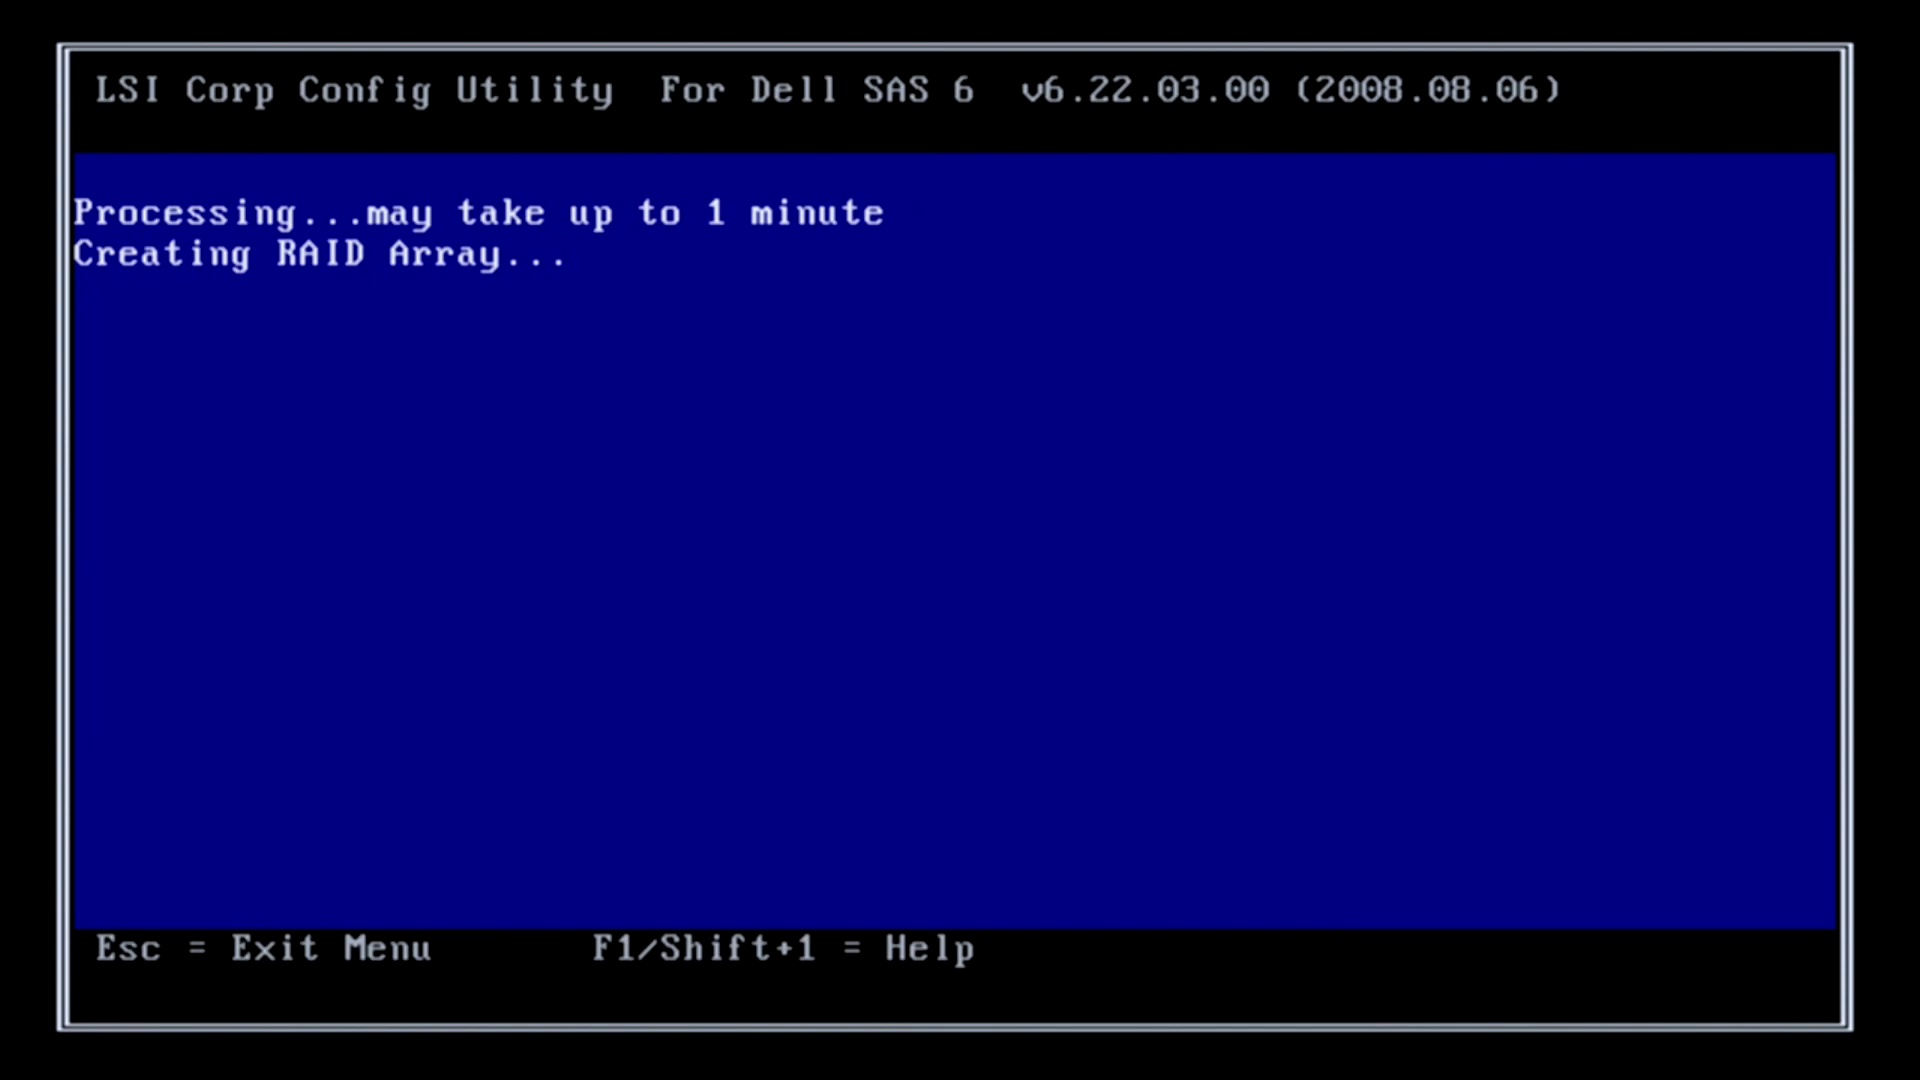 LSI Corp Config Utility  For Dell SAS 6  v6.22.03.00 (2008.08.06)
Processing...may take up to 1 minute
Creating RAID Array...
Esc = Exit Menu      F1/Shift+1 = Help